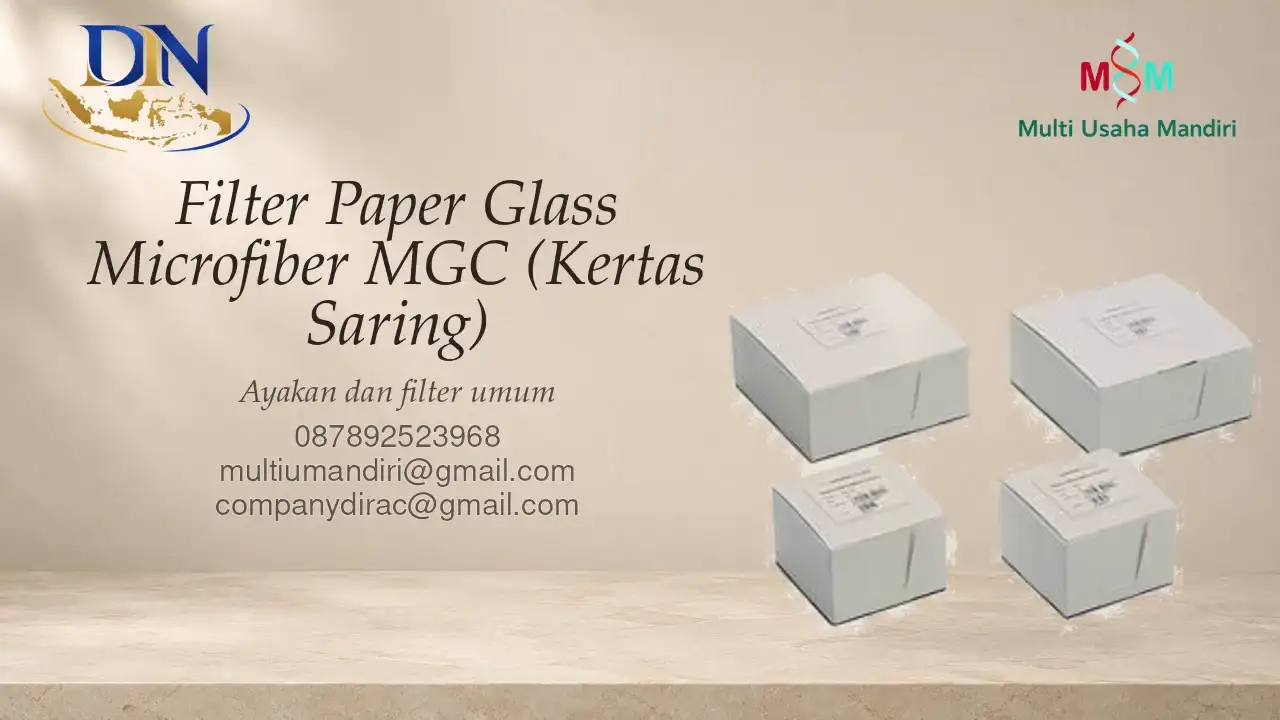 DIN
MSM
Multi Usaha Mandiri
Filter Paper Glass
Microfiber MGC (Kertas
Saring)
Ayakan dan filter umum
087892523968
multiumandiri@gmail.com
companydirac@gmail.com